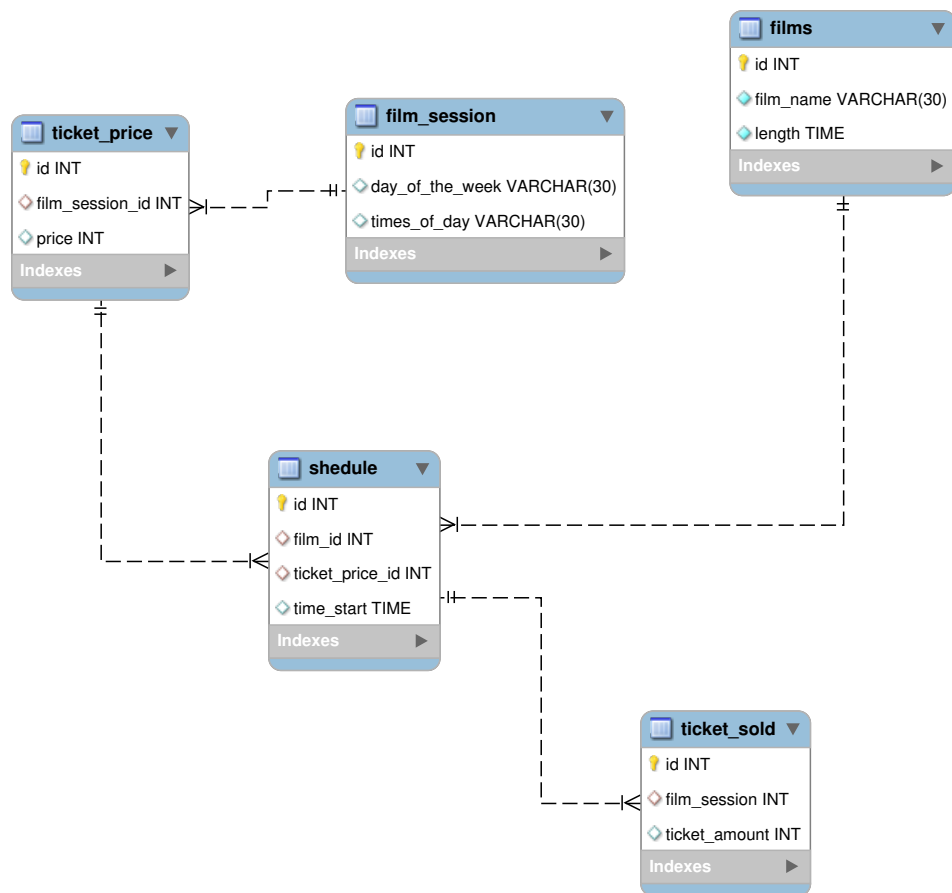 films
id INT
film_name VARCHAR(30)
length TIME
Indexes
ticket_price
id INT
film_session_id INT
price INT
Indexes
film_session
id INT
day_of_the_week VARCHAR(30)
times_of_day VARCHAR(30)
Indexes
shedule
id INT
film_id INT
ticket_price_id INT
time_start TIME
Indexes
ticket_sold
id INT
film_session INT
ticket_amount INT
Indexes